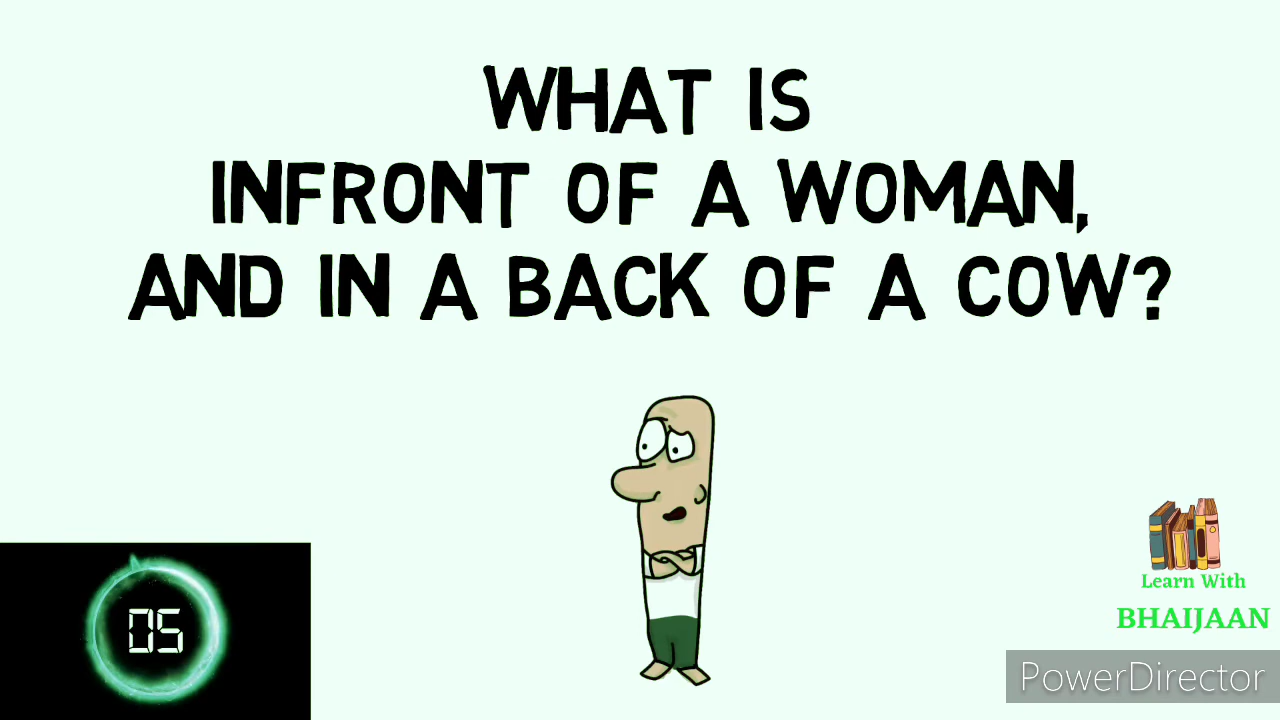 WHAT IS
INFRONT OF A WOMAN,
AND IN A BACK OF A COW?
05
Learn With
BHAIJAAN
PowerDirector